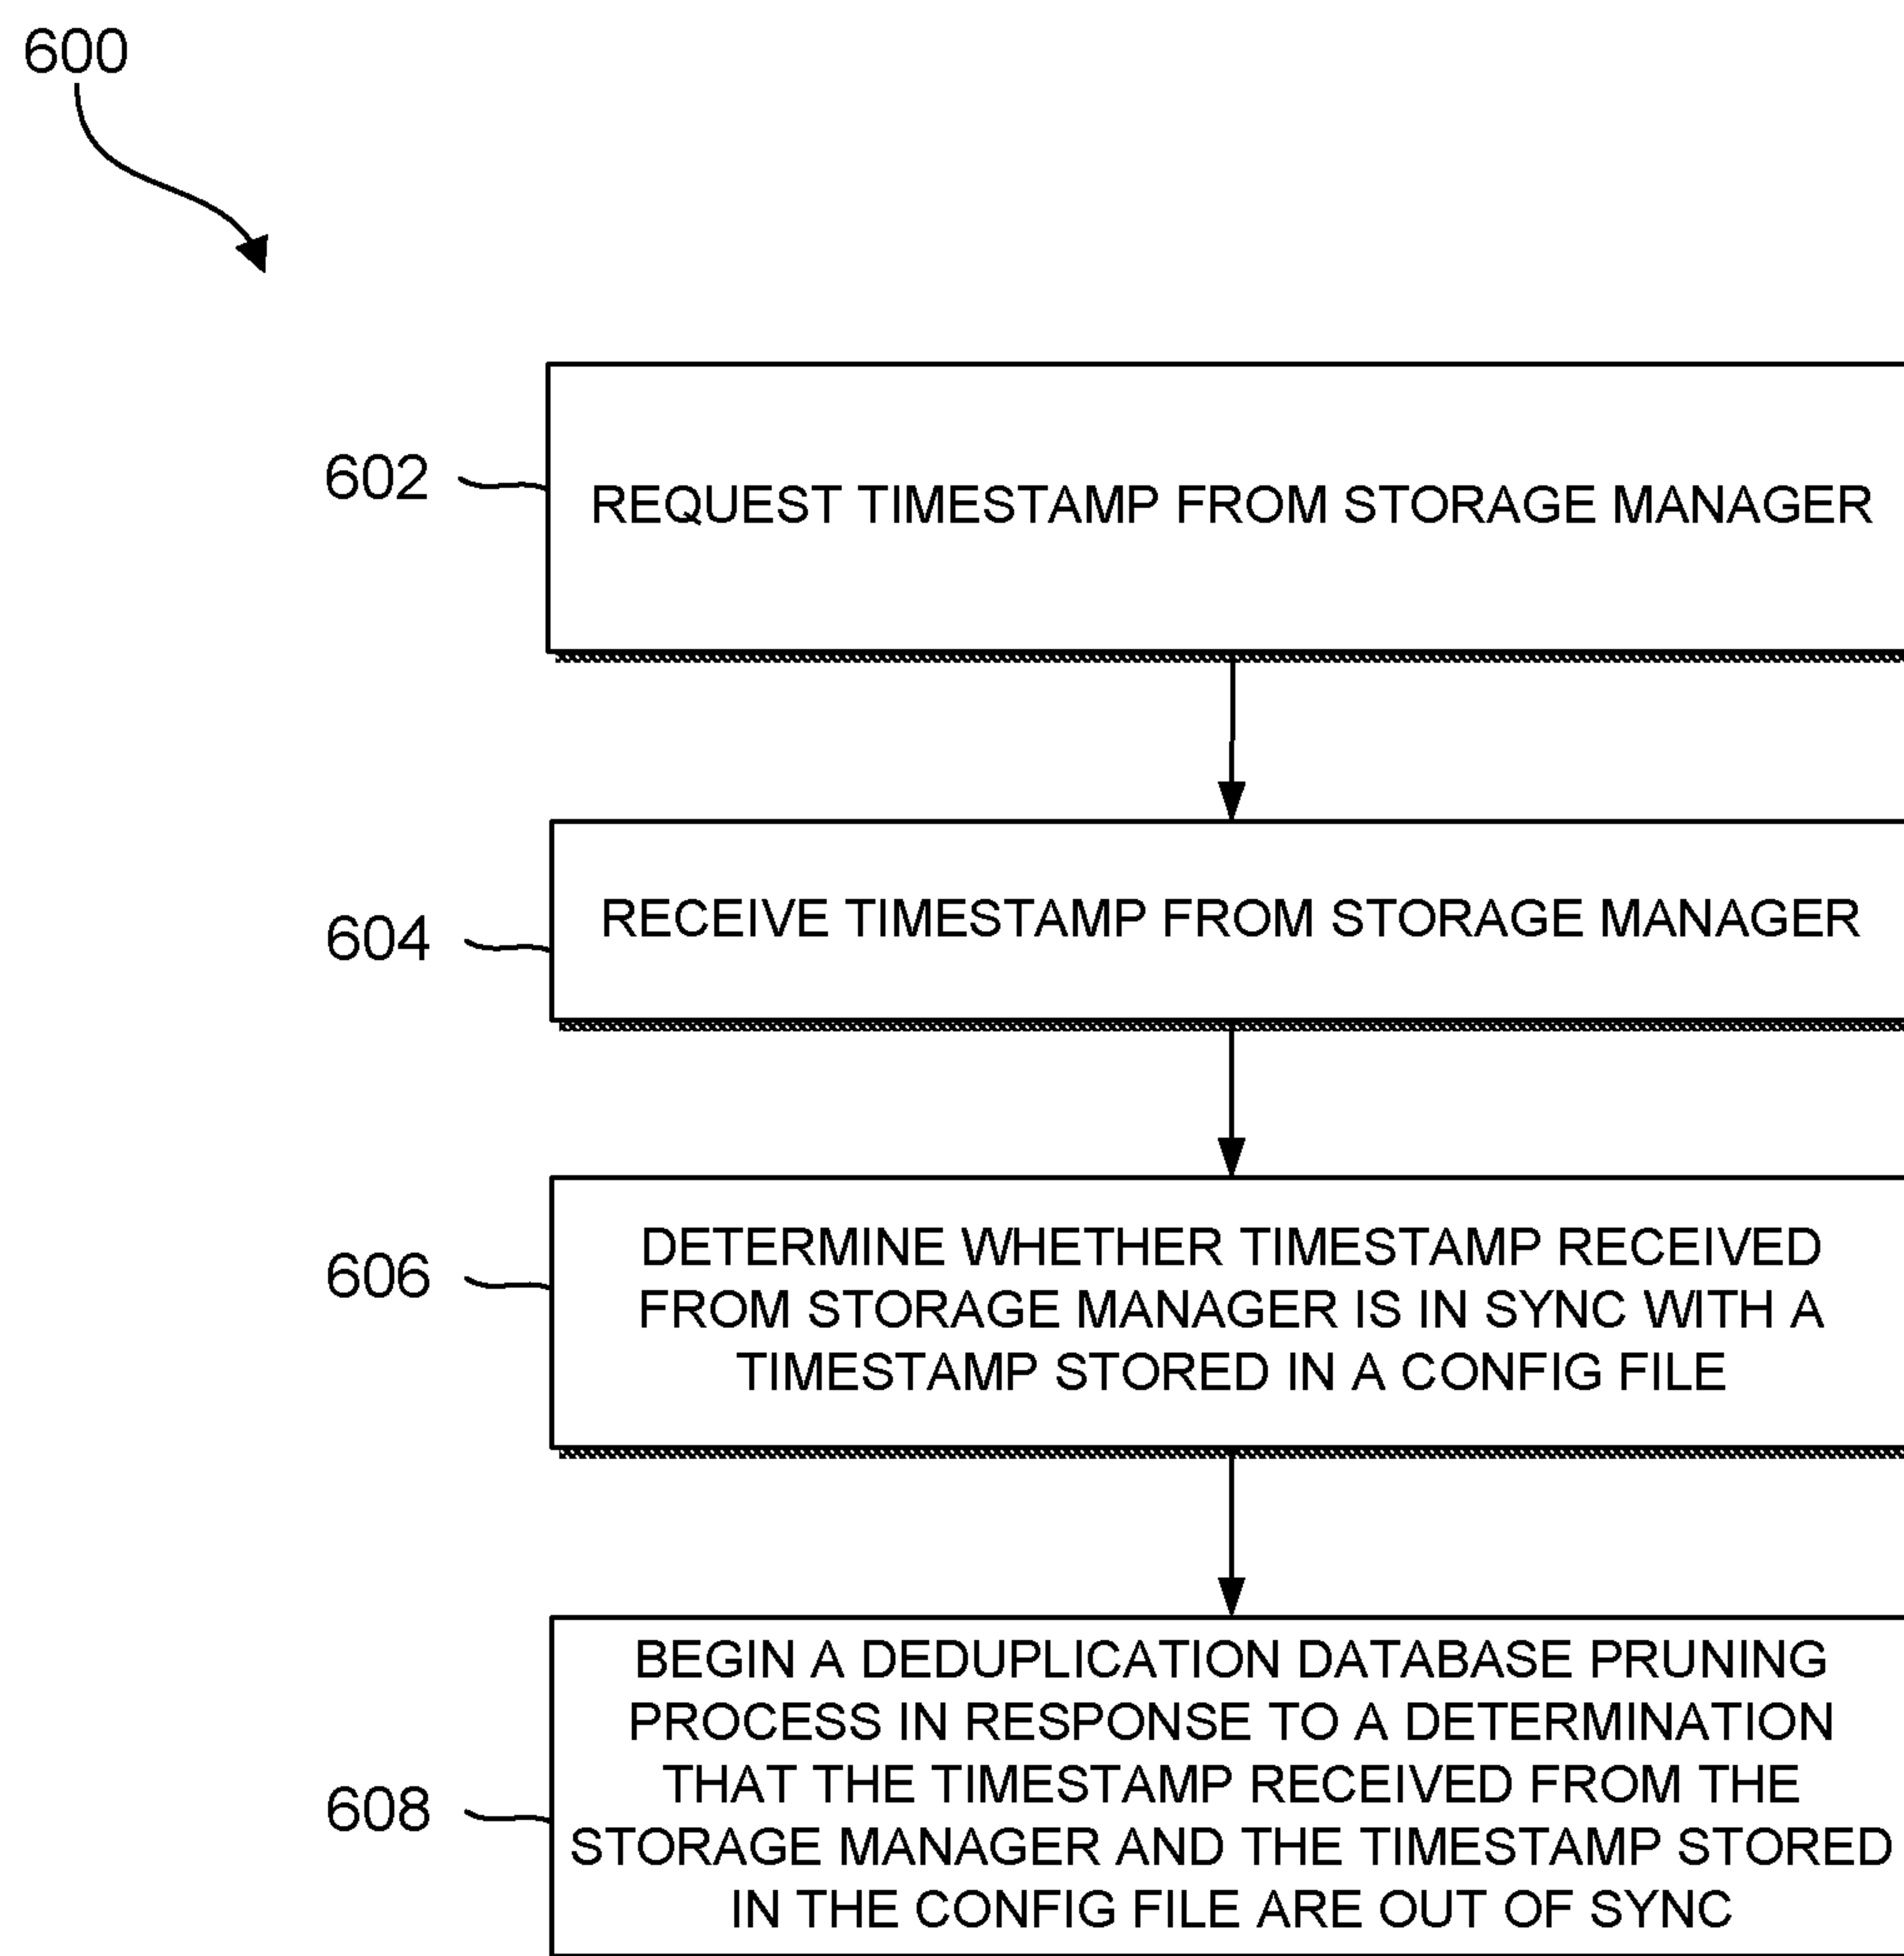 600
602
REQUEST TIMESTAMP FROM STORAGE MANAGER
604
RECEIVE TIMESTAMP FROM STORAGE MANAGER
606
DETERMINE WHETHER TIMESTAMP RECEIVED
FROM STORAGE MANAGER IS IN SYNC WITH A
TIMESTAMP STORED IN A CONFIG FILE
608
BEGIN A DEDUPLICATION DATABASE PRUNING
PROCESS IN RESPONSE TO A DETERMINATION
THAT THE TIMESTAMP RECEIVED FROM THE
STORAGE MANAGER AND THE TIMESTAMP STORED
IN THE CONFIG FILE ARE OUT OF SYNC